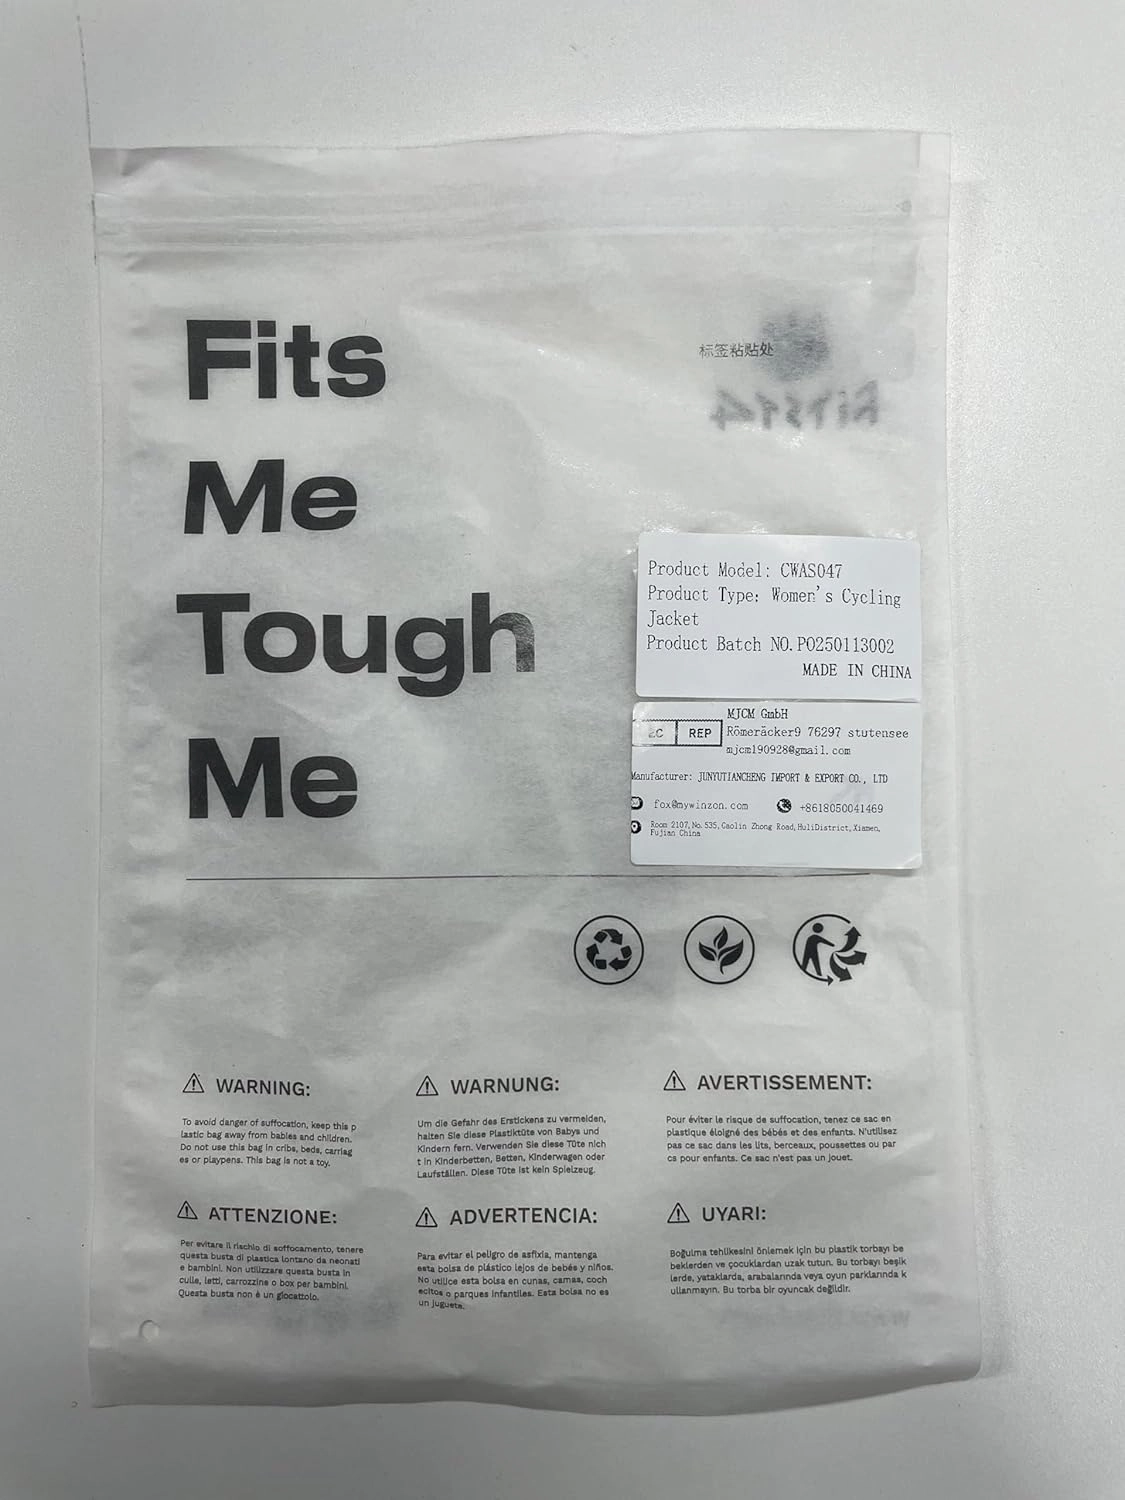 Fits
Me
Tough
Me
标签粘贴处
Product Model: CWAS047
Product Type: Women's Cycling
Jacket
Product Batch NO.PO250113002
MADE IN CHINA
EC REP
MJCM GmbH
Römeräcker9 76297 stutensee
mjcm190928@gmail.com
Manufacturer: JUNYUTIANCHENG IMPORT & EXPORT CO., LTD
fox@mywinzon.com
+8618050041469
Room 2107, No. 535, Gaolin Zhong Road, HuliDistrict, Xiamen,
Fujian China
WARNING:
To avoid danger of suffocation, keep this p
lastic bag away from babies and children.
Do not use this bag in cribs, beds, carriag
es or playpens. This bag is not a toy.
WARNUNG:
Um die Gefahr des Erstickens zu vermeiden,
halten Sie diese Plastiktüte von Babys und
Kindern fern. Verwenden Sie diese Tüte nich
t in Kinderbetten, Betten, Kinderwagen oder
Laufställen. Diese Tüte ist kein Spielzeug.
AVERTISSEMENT:
Pour éviter le risque de suffocation, tenez ce sac en
plastique éloigné des bébés et des enfants. N'utilisez
pas ce sac dans les lits, berceaux, poussettes ou par
cs pour enfants. Ce sac n'est pas un jouet.
ATTENZIONE:
Per evitare il rischio di soffocamento, tenere
questa busta di plastica lontano da neonati
e bambini. Non utilizzare questa busta in
culle, letti, carrozzine o box per bambini.
Questa busta non è un giocattolo.
ADVERTENCIA:
Para evitar el peligro de asfixia, mantenga
esta bolsa de plástico lejos de bebés y niños.
No utilice esta bolsa en cunas, camas, coch
ecitos o parques infantiles. Esta bolsa no es
un juguete.
UYARI:
Boğulma tehlikesini önlemek için bu plastik torbayı be
beklerden ve çocuklardan uzak tutun. Bu torbayı beşik
lerde, yataklarda, arabalarında veya oyun parklarında k
ullanmayın. Bu torba bir oyuncak değildir.